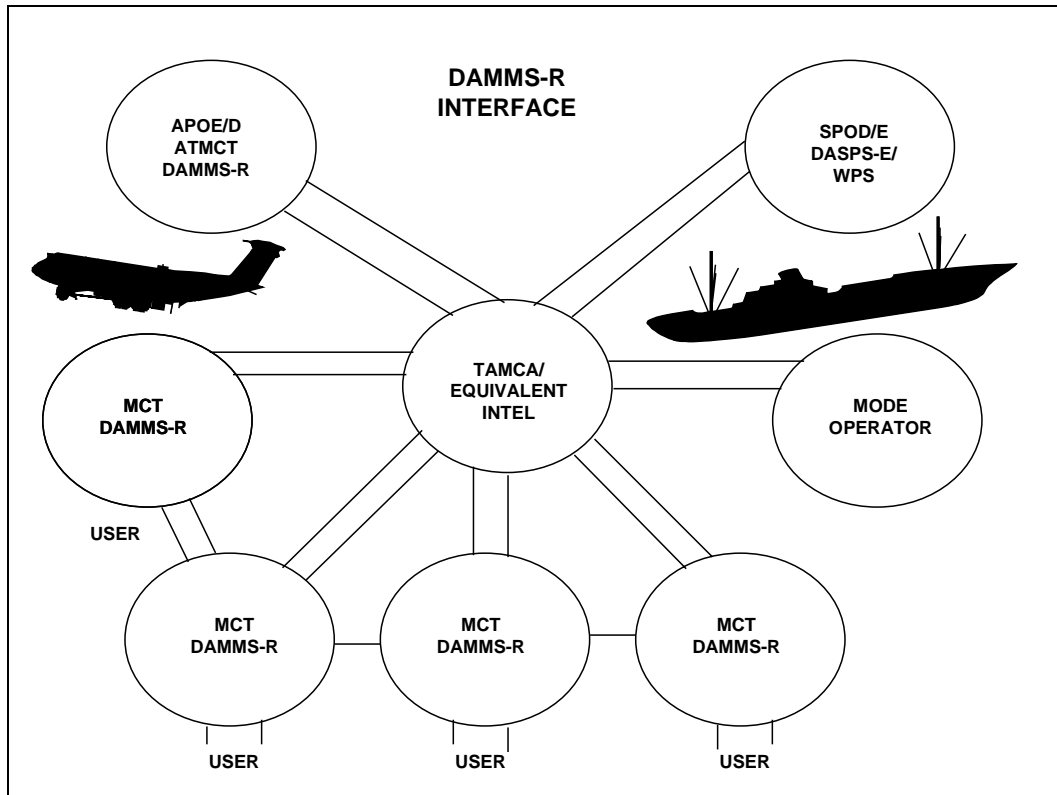 DAMMS-R
INTERFACE
APOE/D
ATMCT
DAMMS-R
SPOD/E
DASPS-E/
WPS
TAMCA/
EQUIVALENT
INTEL
MCT
DAMMS-R
MODE
OPERATOR
USER
MCT
DAMMS-R
MCT
DAMMS-R
MCT
DAMMS-R
USER
USER
USER